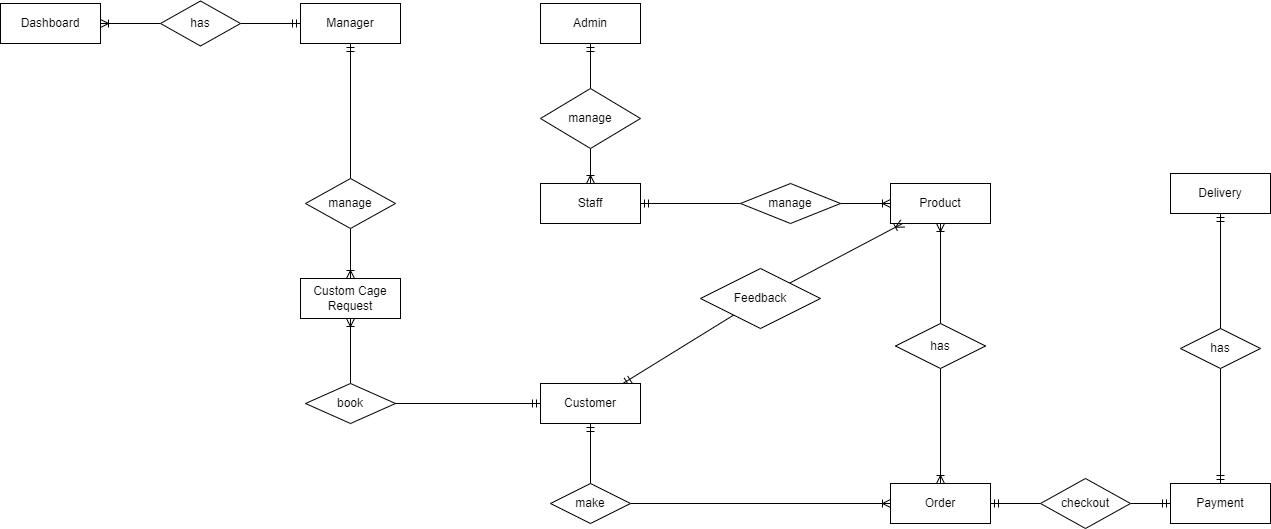 Dashboard
has
Manager
Admin
manage
manage
Staff
manage
Product
Delivery
Custom Cage
Request
Feedback
has
has
book
Customer
make
Order
checkout
Payment